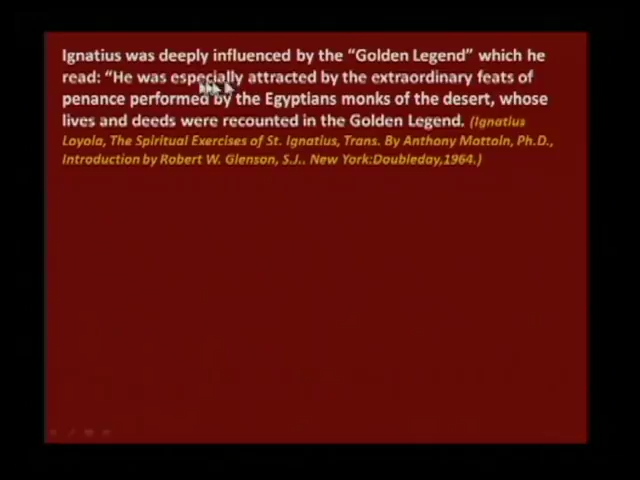 Ignatius was deeply influenced by the “Golden Legend” which he
read: “He was especially attracted by the extraordinary feats of
penance performed by the Egyptians monks of the desert, whose
lives and deeds were recounted in the Golden Legend. (Ignatius
Loyola, The Spiritual Exercises of St. Ignatius, Trans. By Anthony Mottoln, Ph.D.,
Introduction by Robert W. Glenson, S.J.. New York:Doubleday,1964.)